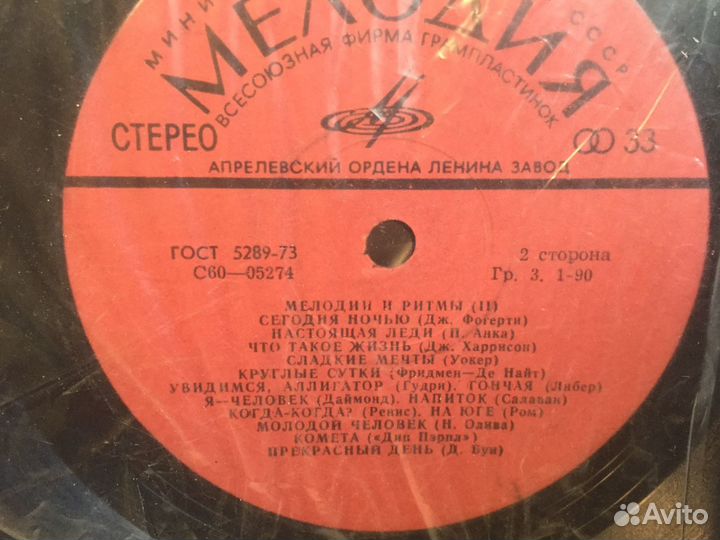 МИНИ СССР
МЕЛОДИЯ
ВСЕСОЮЗНАЯ ФИРМА ГРАМПЛАСТИНОК
СТЕРЕО 33
АПРЕЛЕВСКИЙ ОРДЕНА ЛЕНИНА ЗАВОД
ГОСТ 5289-73 2 сторона
С60—05274 Гр. 3. 1-90
МЕЛОДИИ И РИТМЫ (II)
СЕГОДНЯ НОЧЬЮ (Дж. Фогерти)
НАСТОЯЩАЯ ЛЕДИ (П. Анка)
ЧТО ТАКОЕ ЖИЗНЬ (Дж. Харрисон)
СЛАДКИЕ МЕЧТЫ (Уокер)
КРУГЛЫЕ СУТКИ (Фридмен—Де Найт)
УВИДИМСЯ, АЛЛИГАТОР (Гудри), ГОНЧАЯ (Либер)
Я—ЧЕЛОВЕК (Даймонд), НАПИТОК (Салаван)
КОГДА-КОГДА? (Ренис), НА ЮГЕ (Ром)
МОЛОДОЙ ЧЕЛОВЕК (Н. Олива)
КОМЕТА («Дип Пэрпл»)
ПРЕКРАСНЫЙ ДЕНЬ (Д. Буи)
Avito